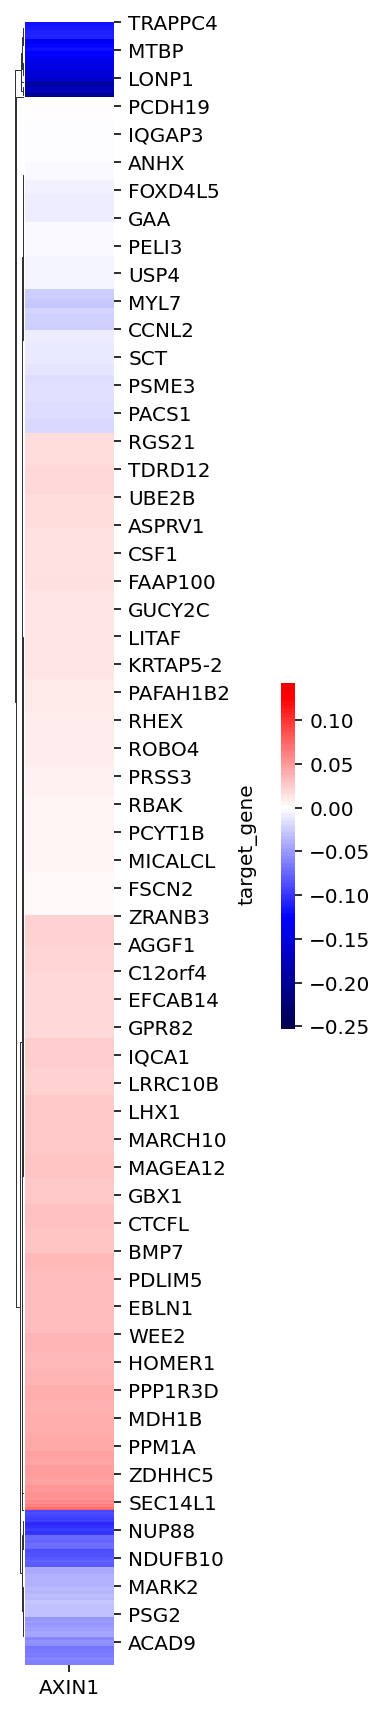 TRAPPC4
MTBP
LONP1
PCDH19
IQGAP3
ANHX
FOXD4L5
GAA
PELI3
USP4
MYL7
CCNL2
SCT
PSME3
PACS1
RGS21
TDRD12
UBE2B
ASPRV1
CSF1
FAAP100
GUCY2C
LITAF
KRTAP5-2
PAFAH1B2
RHEX
ROBO4
PRSS3
RBAK
PCYT1B
MICALCL
FSCN2
ZRANB3
AGGF1
C12orf4
EFCAB14
GPR82
IQCA1
LRRC10B
LHX1
MARCH10
MAGEA12
GBX1
CTCFL
BMP7
PDLIM5
EBLN1
WEE2
HOMER1
PPP1R3D
MDH1B
PPM1A
ZDHHC5
SEC14L1
NUP88
NDUFB10
MARK2
PSG2
ACAD9
AXIN1
target_gene
0.10
0.05
0.00
−0.05
−0.10
−0.15
−0.20
−0.25